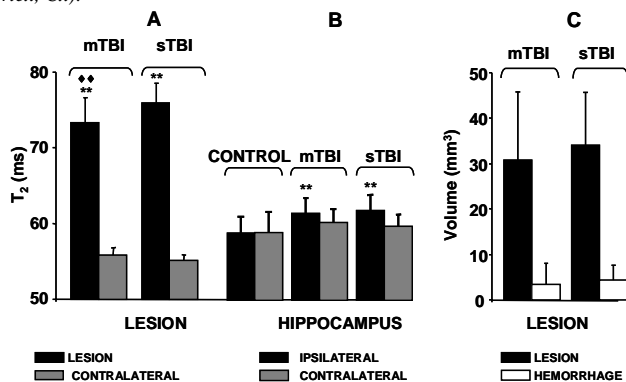 A B C
mTBI sTBI mTBI sTBI
80 50
♦♦
** **
40
70
CONTROL mTBI sTBI
30
** **
T2 (ms) Volume (mm3)
60 20
10
50 0
LESION HIPPOCAMPUS LESION
LESION IPSILATERAL LESION
CONTRALATERAL CONTRALATERAL HEMORRHAGE